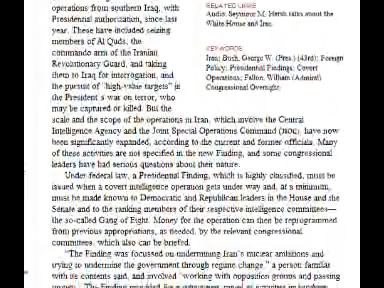 operations from southern Iraq, with
Presidential authorization, since last
year. These have included seizing
members of Al Quds, the
commando arm of the Iranian
Revolutionary Guard, and taking
them to Iraq for interrogation, and
the pursuit of "high-value targets" in
the President's war on terror, who
may be captured or killed. But the
scale and the scope of the operations in Iran, which involve the Central
Intelligence Agency and the Joint Special Operations Command (JSOC), have now
been significantly expanded, according to the current and former officials. Many
of these activities are not specified in the new Finding, and some congressional
leaders have had serious questions about their nature.
Under federal law, a Presidential Finding, which is highly classified, must be
issued when a covert intelligence operation gets under way and, at a minimum,
must be made known to Democratic and Republican leaders in the House and the
Senate and to the ranking members of their respective intelligence committees—
the so-called Gang of Eight. Money for the operation can then be reprogrammed
from previous appropriations, as needed, by the relevant congressional
committees, which also can be briefed.
"The Finding was focussed on undermining Iran's nuclear ambitions and
trying to undermine the government through regime change," a person familiar
with its contents said, and involved "working with opposition groups and passing
money." The Finding provided for a
RELATED LINKS
Audio: Seymour M. Hersh talks about the
White House and Iran.
KEYWORDS
Iran; Bush, George W. (Pres.) (43rd); Foreign
Policy; Presidential Findings; Covert
Operations; Fallon, William (Admiral)
Congressional Oversight